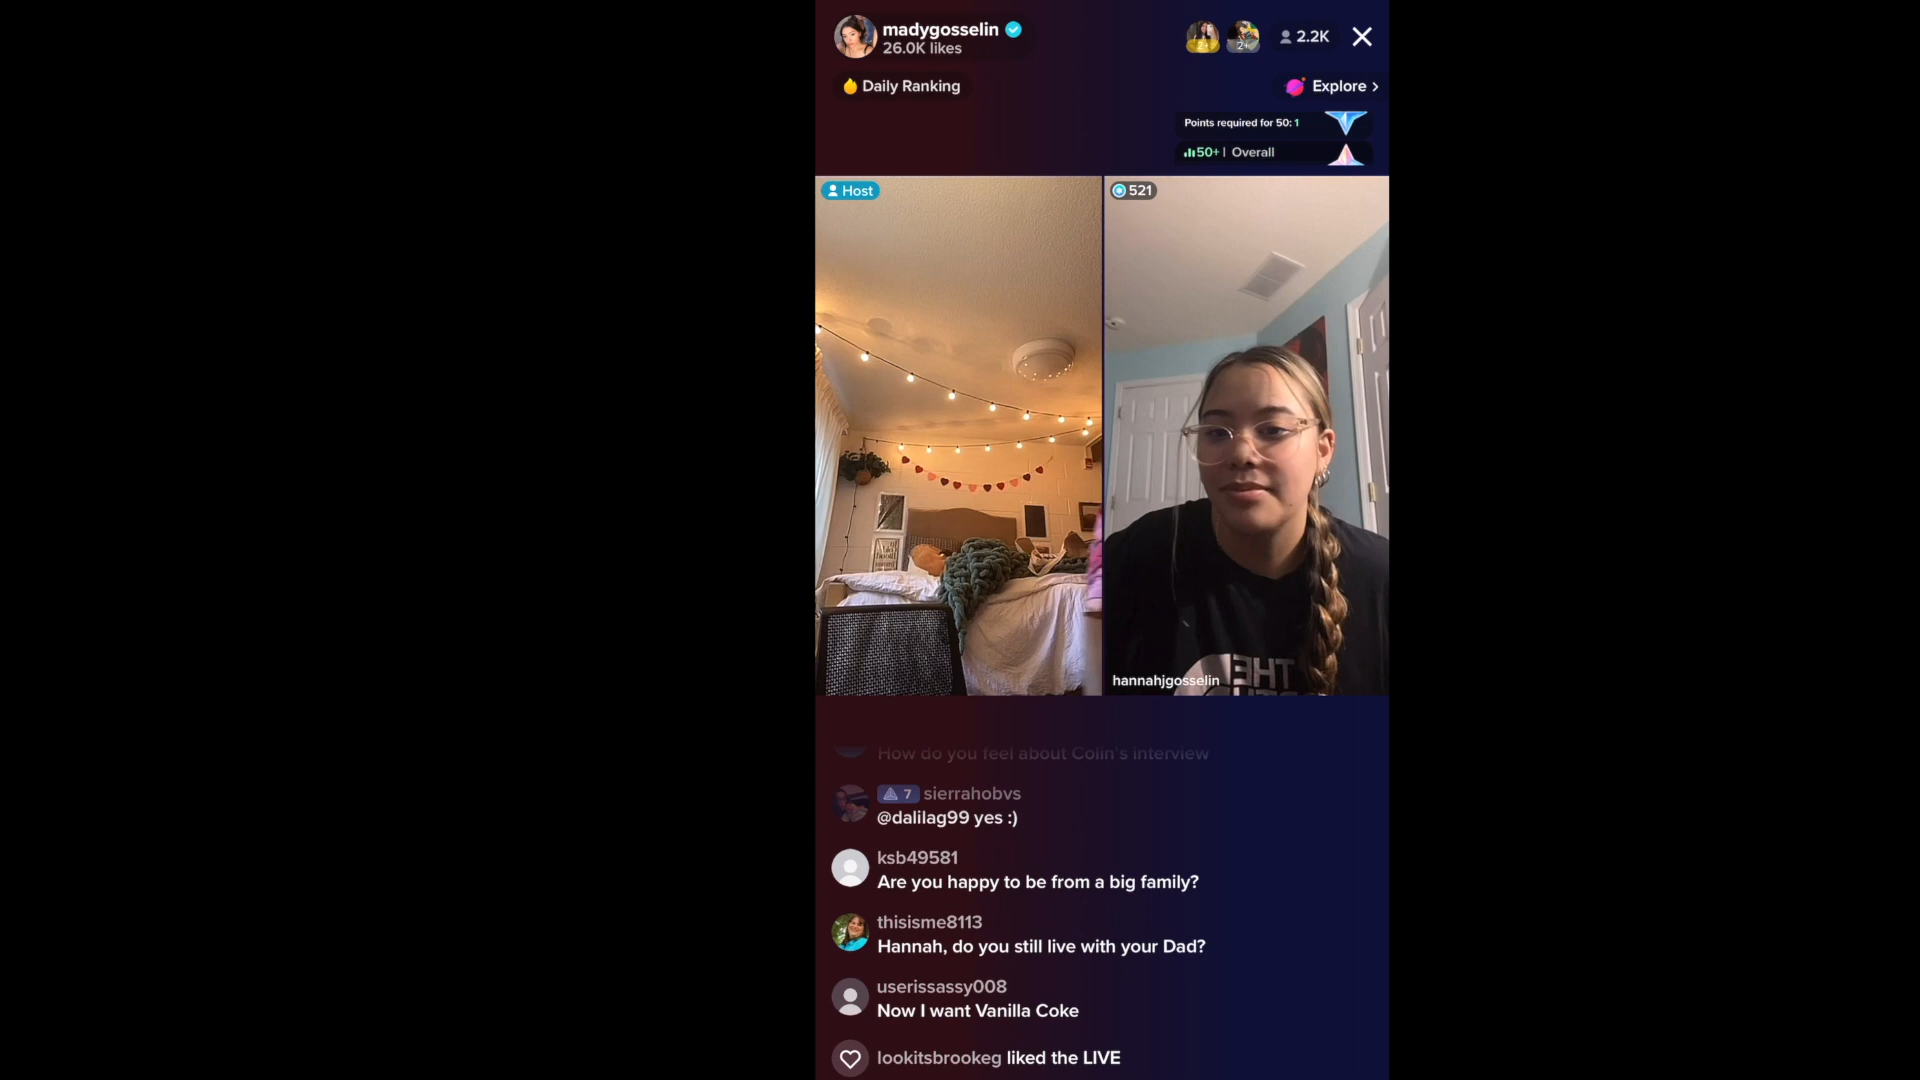 madygosselin
26.0K likes
2+
2+
2.2K
Daily Ranking
Explore >
Points required for 50: 1
50+ | Overall
Host
521
THE
hannahjgosselin
How do you feel about Colin's interview
7 sierrahobvs
@dalilag99 yes :)
ksb49581
Are you happy to be from a big family?
thisisme8113
Hannah, do you still live with your Dad?
userissassy008
Now I want Vanilla Coke
lookitsbrookeg liked the LIVE